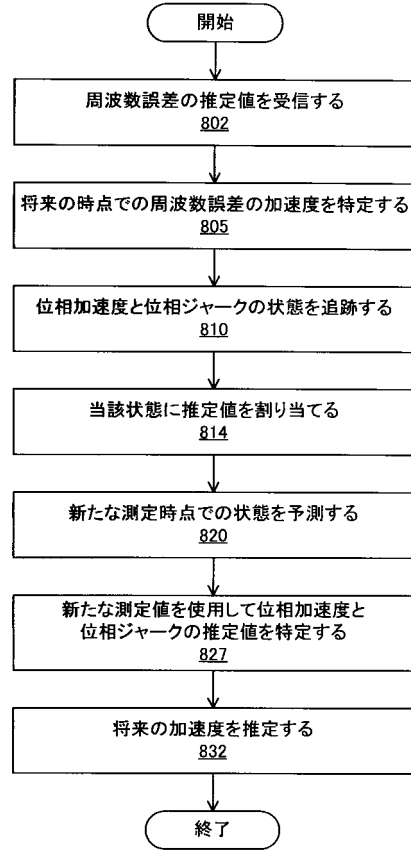 開始
周波数誤差の推定値を受信する
802
将来の時点での周波数誤差の加速度を特定する
805
位相加速度と位相ジャークの状態を追跡する
810
当該状態に推定値を割り当てる
814
新たな測定時点での状態を予測する
820
新たな測定値を使用して位相加速度と
位相ジャークの推定値を特定する
827
将来の加速度を推定する
832
終了